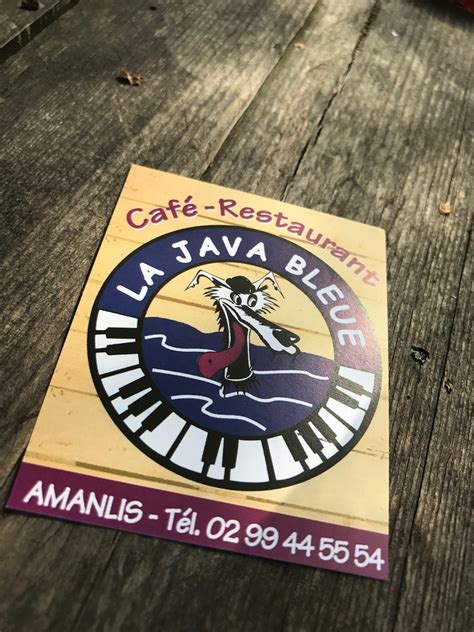 Café-Restaurant
LA JAVA BLEUE
AMANLIS - Tél. 02 99 44 55 54